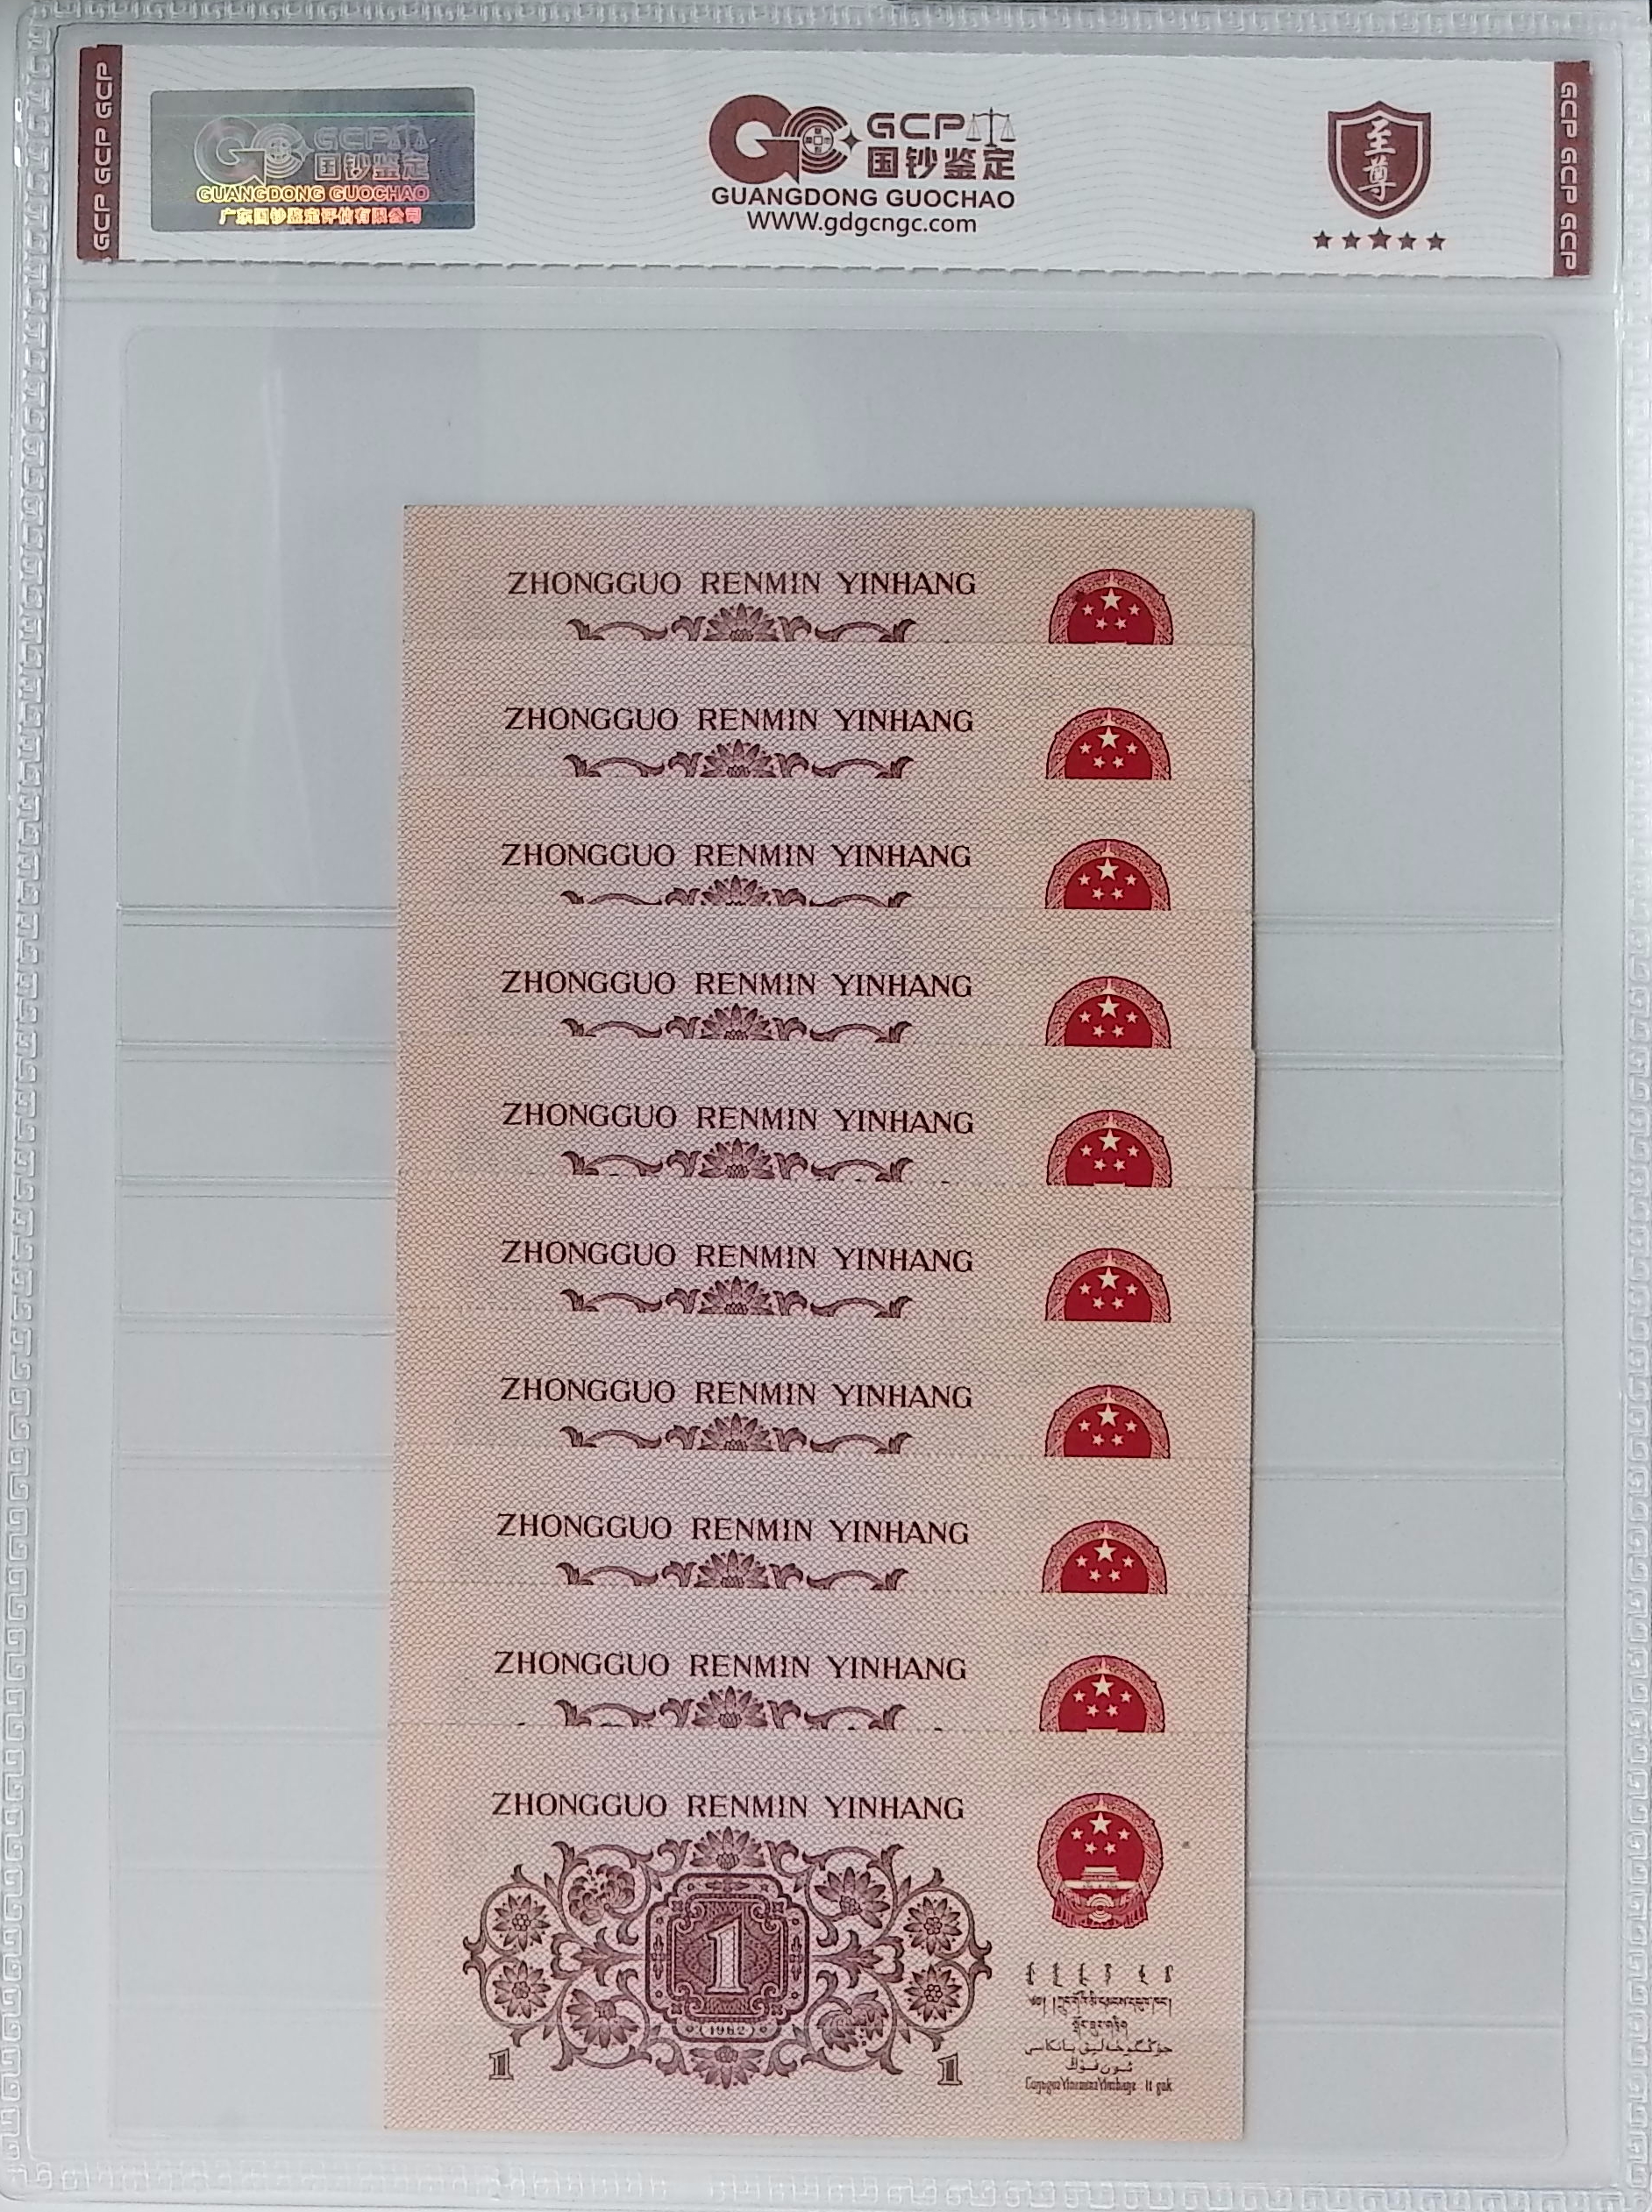 GCP GCP GCP
GCP 国钞鉴定
GUANGDONG GUOCHAO
广东国钞鉴定评估有限公司
GCP
国钞鉴定
GUANGDONG GUOCHAO
WWW.gdgcngc.com
至尊
GCP GCP GCP
ZHONGGUO RENMIN YINHANG
ZHONGGUO RENMIN YINHANG
ZHONGGUO RENMIN YINHANG
ZHONGGUO RENMIN YINHANG
ZHONGGUO RENMIN YINHANG
ZHONGGUO RENMIN YINHANG
ZHONGGUO RENMIN YINHANG
ZHONGGUO RENMIN YINHANG
ZHONGGUO RENMIN YINHANG
ZHONGGUO RENMIN YINHANG
1
(1962)
1 1